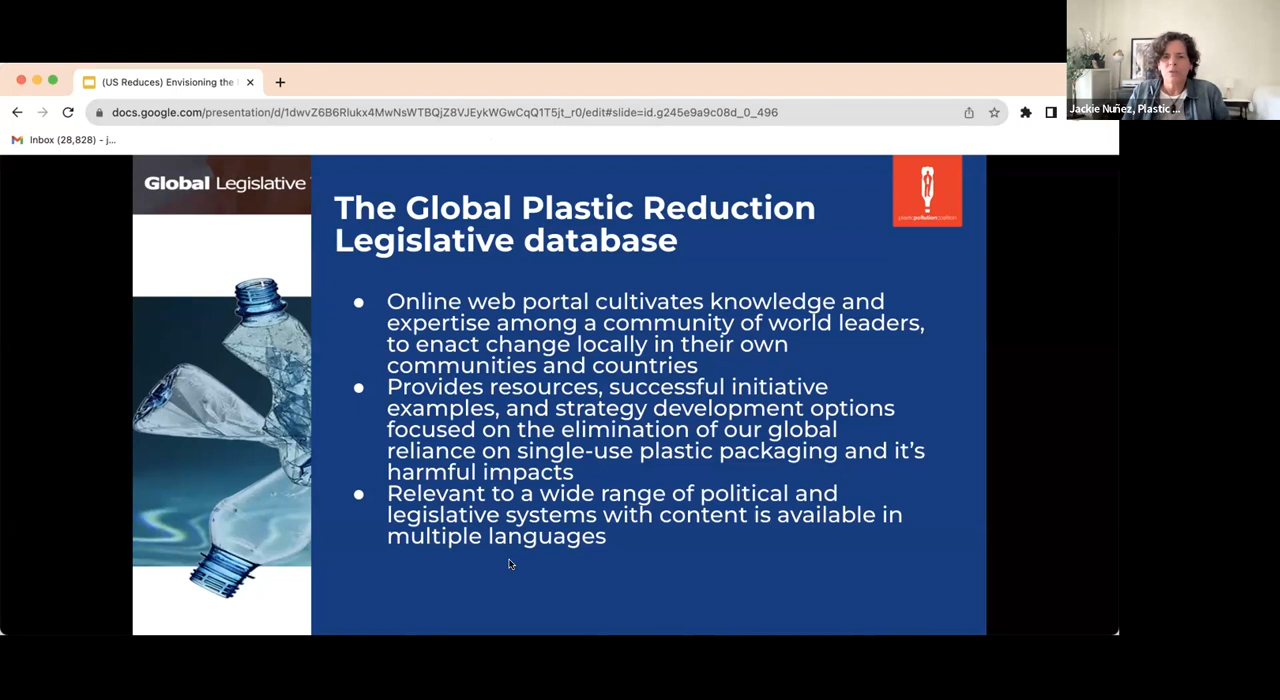 Jackie Nuñez, Plastic ...
(US Reduces) Envisioning the
docs.google.com/presentation/d/1dwvZ6B6Rlukx4MwNsWTBQjZ8VJEykWGwCqQ1T5jt_r0/edit#slide=id.g245e9a9c08d_0_496
Inbox (28,828) - j...
Global Legislative
The Global Plastic Reduction
Legislative database
plasticpollutioncoalition
● Online web portal cultivates knowledge and
expertise among a community of world leaders,
to enact change locally in their own
communities and countries
● Provides resources, successful initiative
examples, and strategy development options
focused on the elimination of our global
reliance on single-use plastic packaging and it's
harmful impacts
● Relevant to a wide range of political and
legislative systems with content is available in
multiple languages